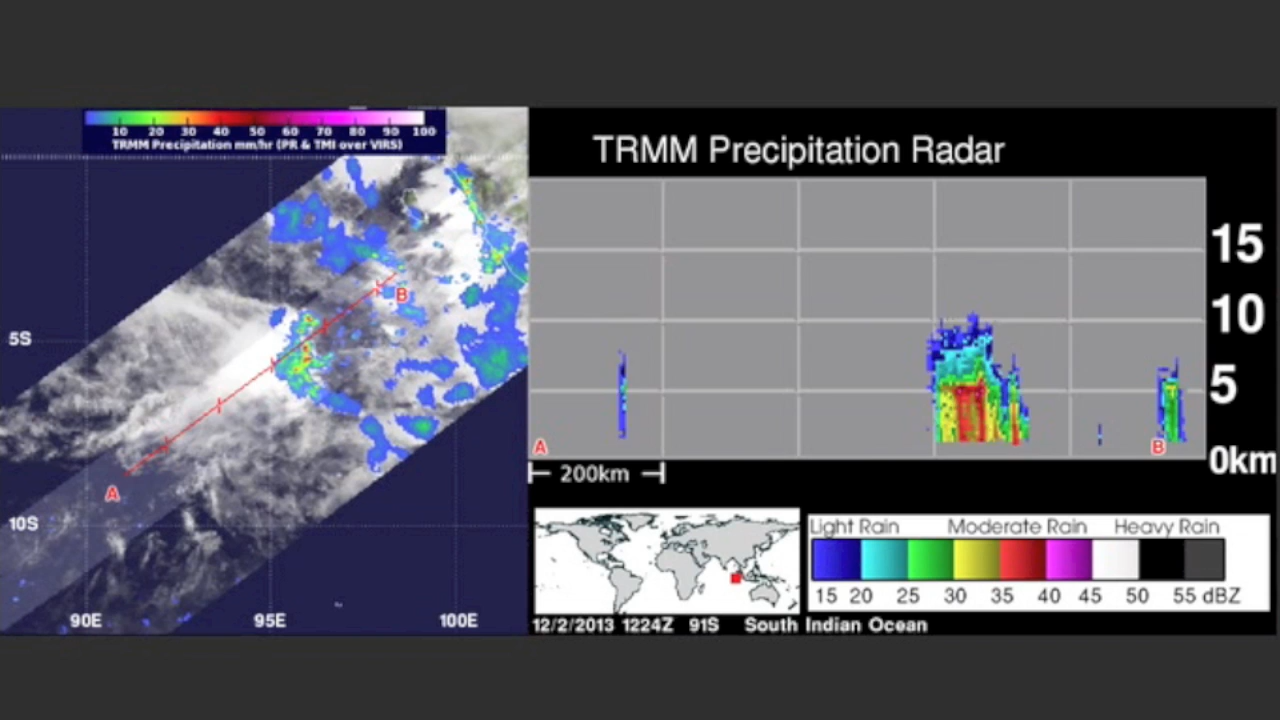 10 20 30 40 50 60 70 80 90 100
TRMM Precipitation mm/hr (PR & TMI over VIRS)
5S
10S
90E 95E 100E
A
B
TRMM Precipitation Radar
15
10
5
0km
A
B
200km
Light Rain Moderate Rain Heavy Rain
15 20 25 30 35 40 45 50 55 dBZ
12/2/2013 1224Z 91S South Indian Ocean